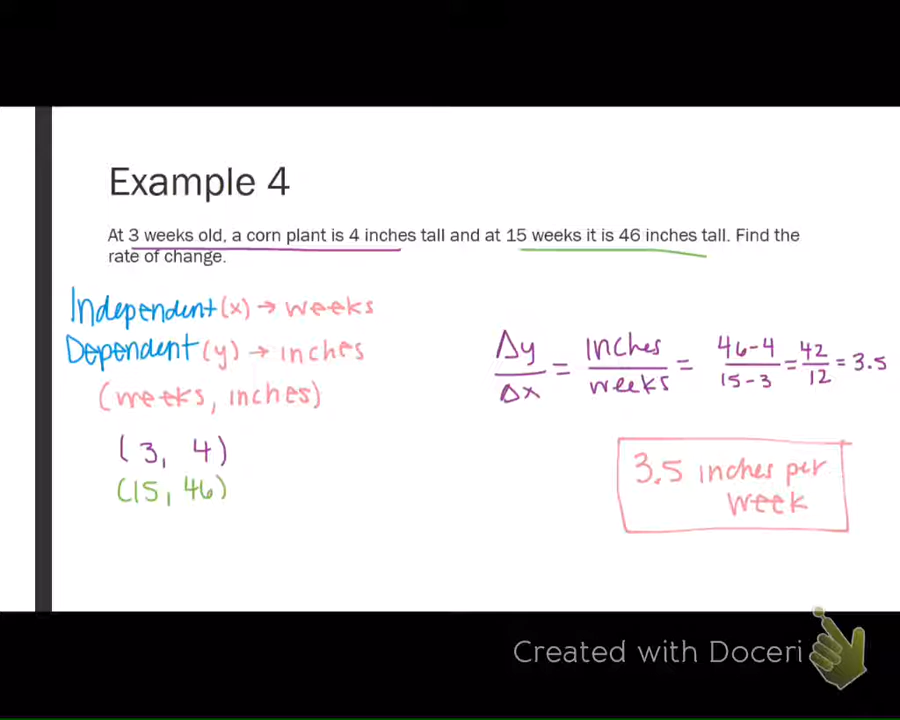 Example 4
At 3 weeks old, a corn plant is 4 inches tall and at 15 weeks it is 46 inches tall. Find the
rate of change.
Independent (x) → weeks
Dependent (y) → inches
(weeks, inches)
(3, 4)
(15, 46)
Δy/Δx = inches/weeks = 46-4/15-3 = 42/12 = 3.5
3.5 inches per
week
Created with Doceri